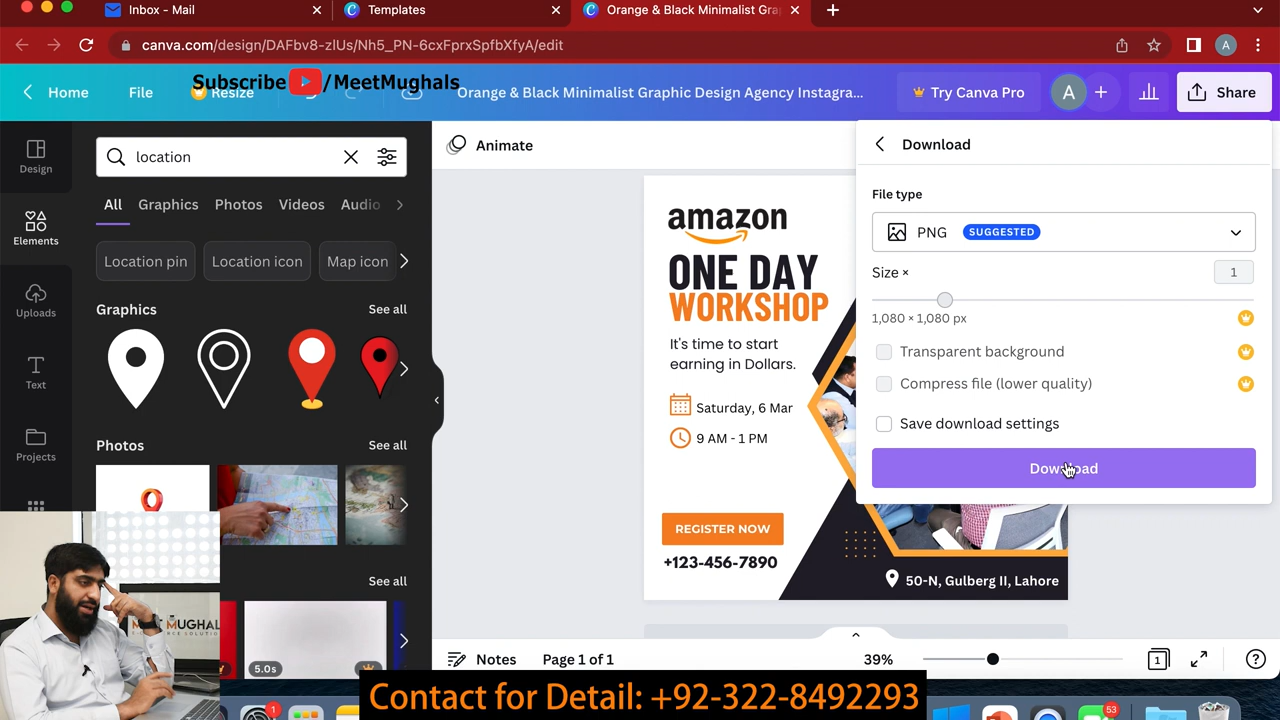 Inbox - Mail
Templates
Orange & Black Minimalist Gra
canva.com/design/DAFbv8-zlUs/Nh5_PN-6cxFprxSpfbXfyA/edit
A
Subscribe /MeetMughals
Home
File
Resize
Orange & Black Minimalist Graphic Design Agency Instagra...
Try Canva Pro
A
Share
Design
Elements
Uploads
Text
Projects
location
All
Graphics
Photos
Videos
Audio
Location pin
Location icon
Map icon
Graphics
See all
Photos
See all
See all
5.0s
Animate
amazon
ONE DAY
WORKSHOP
It's time to start
earning in Dollars.
Saturday, 6 Mar
9 AM - 1 PM
REGISTER NOW
+123-456-7890
50-N, Gulberg II, Lahore
Download
File type
PNG
SUGGESTED
Size ×
1
1,080 × 1,080 px
Transparent background
Compress file (lower quality)
Save download settings
Download
Notes
Page 1 of 1
39%
1
MEET MUGHAL
Contact for Detail: +92-322-8492293
1
53